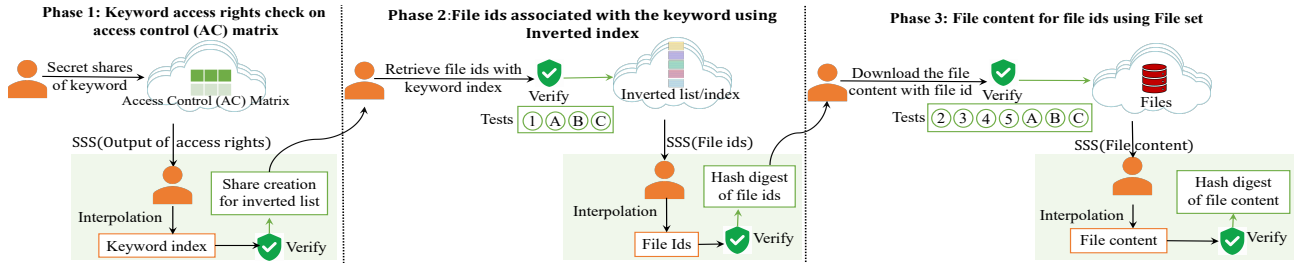 Phase 1: Keyword access rights check on
access control (AC) matrix
Secret shares
of keyword
Access Control (AC) Matrix
SSS(Output of access rights)
Share creation
for inverted list
Interpolation
Keyword index
Verify
Phase 2:File ids associated with the keyword using
Inverted index
Retrieve file ids with
keyword index
Verify
Inverted list/index
Tests
1 A B C
SSS(File ids)
Hash digest
of file ids
Interpolation
File Ids
Verify
Phase 3: File content for file ids using File set
Download the file
content with file id
Verify
Files
Tests
2 3 4 5 A B C
SSS(File content)
Hash digest
of file content
Interpolation
File content
Verify